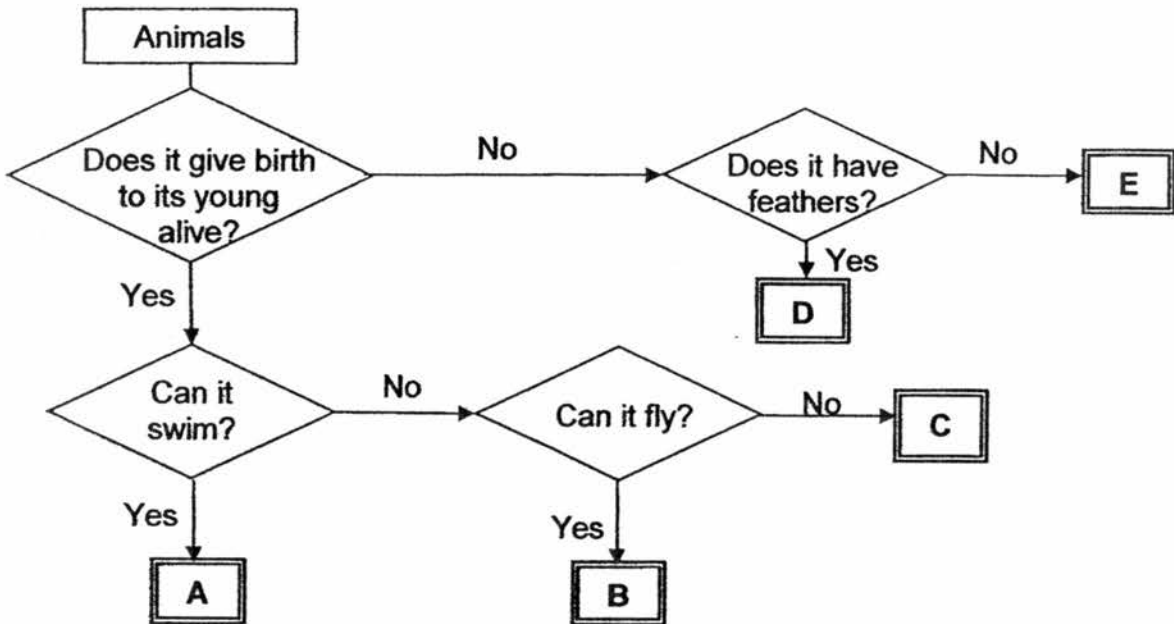 Animals
Does it give birth
to its young
alive?
No
Does it have
feathers?
No
E
Yes
D
Yes
Can it
swim?
No
Can it fly?
No
C
Yes
A
Yes
B